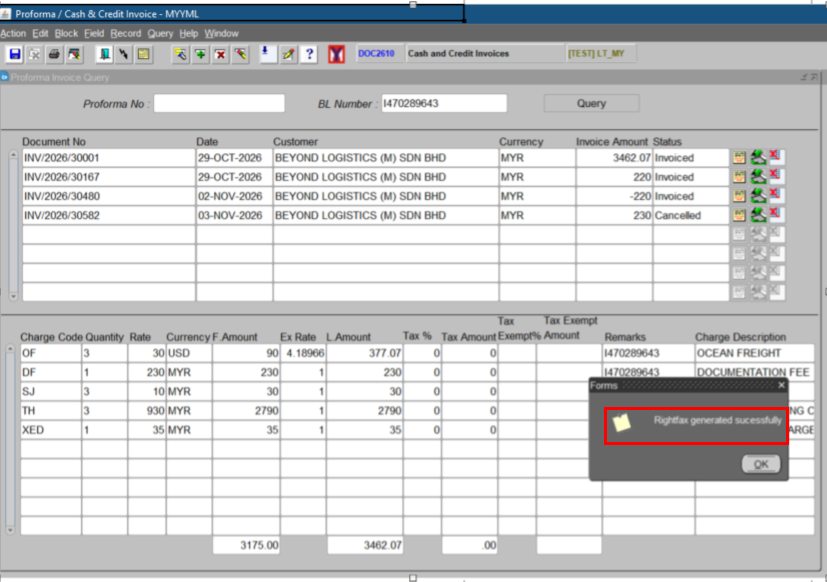 Proforma / Cash & Credit Invoice - MYYML
Action Edit Block Field Record Query Help Window
DOC2610 Cash and Credit Invoices [TEST] LT_MY
Proforma Invoice Query
Proforma No : BL Number : I470289643 Query
Document No Date Customer Currency Invoice Amount Status
INV/2026/30001 29-OCT-2026 BEYOND LOGISTICS (M) SDN BHD MYR 3462.07 Invoiced
INV/2026/30167 29-OCT-2026 BEYOND LOGISTICS (M) SDN BHD MYR 220 Invoiced
INV/2026/30480 02-NOV-2026 BEYOND LOGISTICS (M) SDN BHD MYR -220 Invoiced
INV/2026/30582 03-NOV-2026 BEYOND LOGISTICS (M) SDN BHD MYR 230 Cancelled
Charge Code Quantity Rate Currency F.Amount Ex Rate L.Amount Tax % Tax Amount Tax Exempt% Tax Exempt Amount Remarks Charge Description
OF 3 30 USD 90 4.18966 377.07 0 0 I470289643 OCEAN FREIGHT
DF 1 230 MYR 230 1 230 0 0 I470289643 DOCUMENTATION FEE
SJ 3 10 MYR 30 1 30 0 0
TH 3 930 MYR 2790 1 2790 0 0 NG C
XED 1 35 MYR 35 1 35 0 0 ARGE
3175.00 3462.07 .00
Forms
Rightfax generated sucessfully
OK